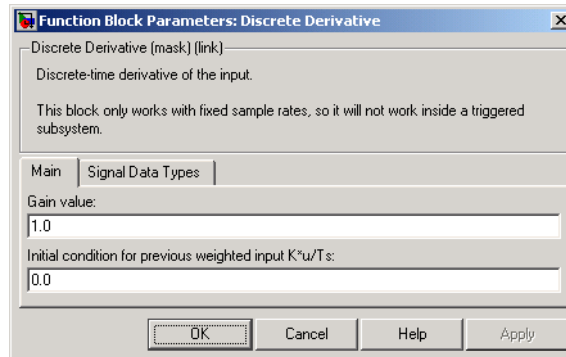 Function Block Parameters: Discrete Derivative
Discrete Derivative (mask) (link)
Discrete-time derivative of the input.
This block only works with fixed sample rates, so it will not work inside a triggered
subsystem.
Main Signal Data Types
Gain value:
1.0
Initial condition for previous weighted input K*u/Ts:
0.0
OK Cancel Help Apply